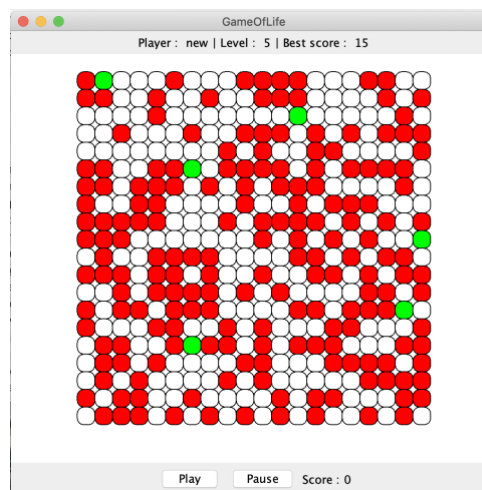 GameOfLife
Player : new | Level : 5 | Best score : 15
Play Pause Score : 0